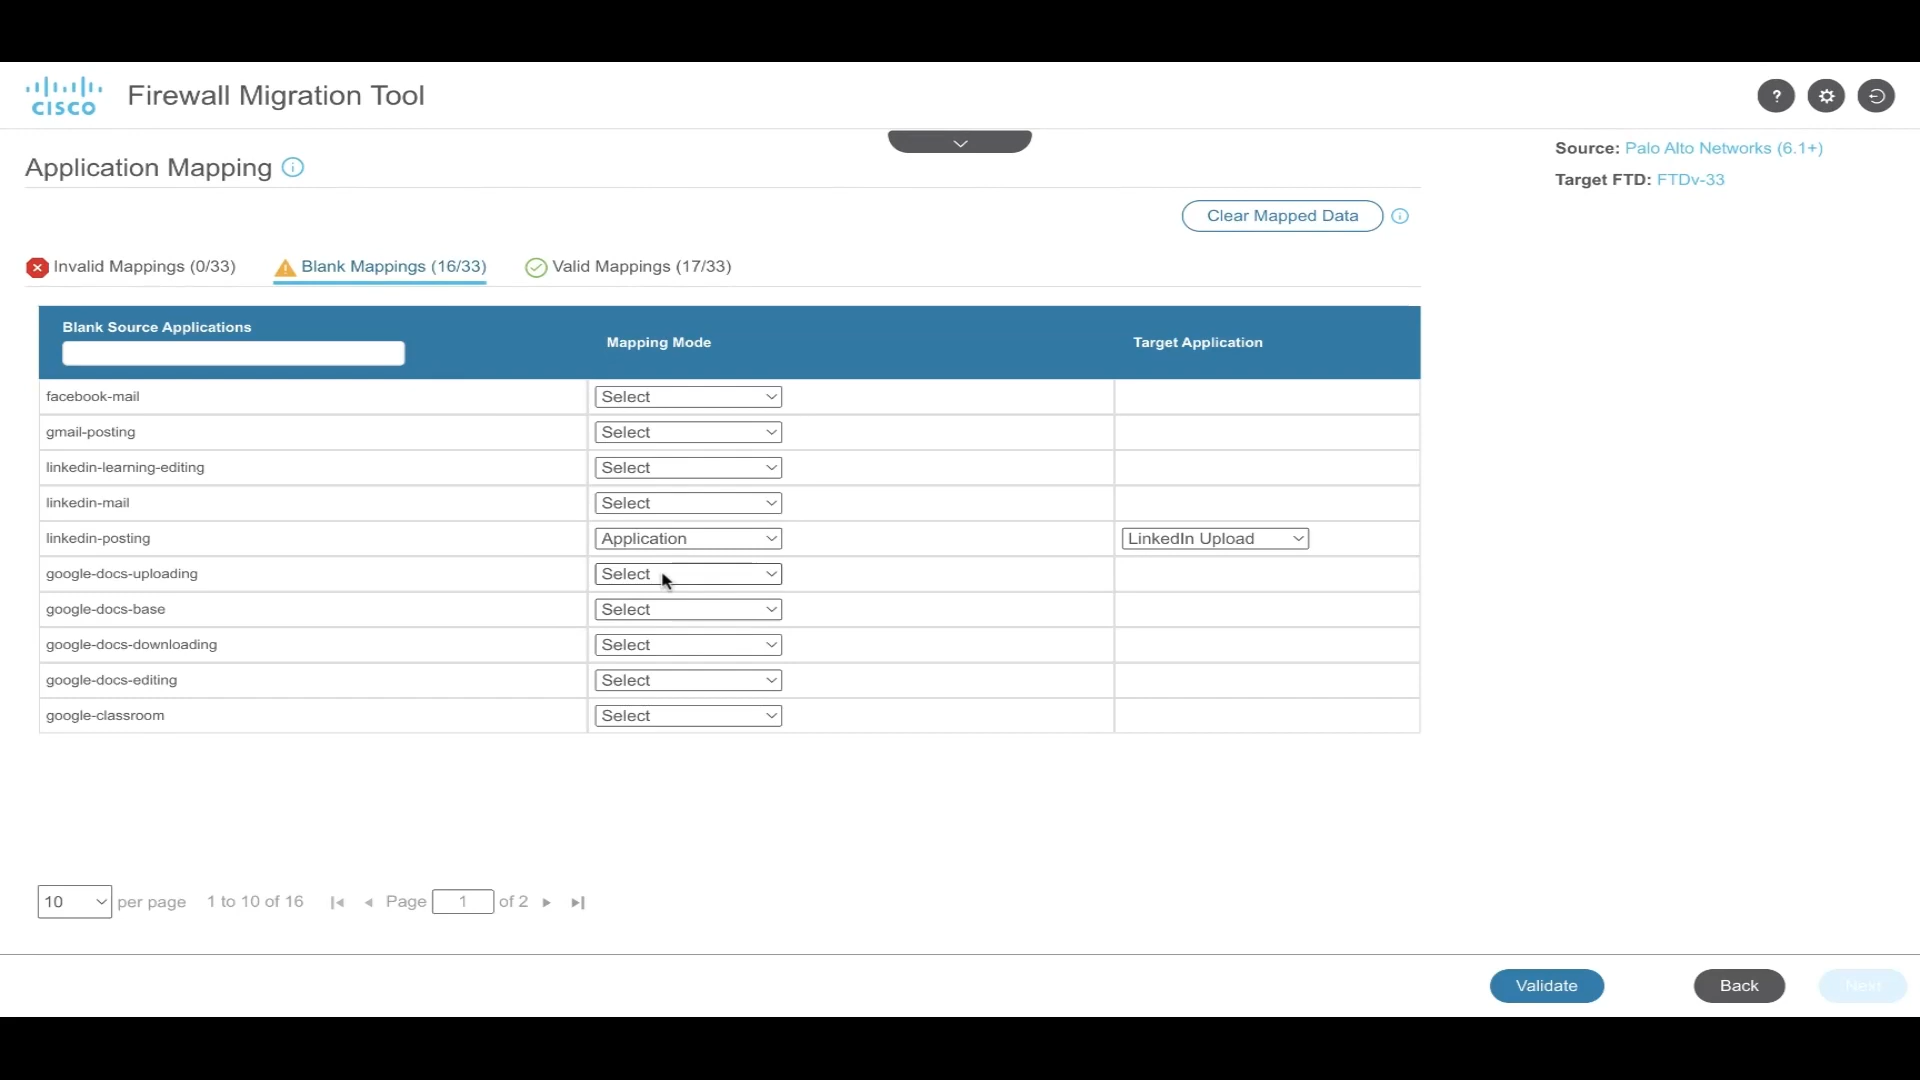 CISCO Firewall Migration Tool ?
Application Mapping i
Source: Palo Alto Networks (6.1+)
Target FTD: FTDv-33
Clear Mapped Data i
Invalid Mappings (0/33) Blank Mappings (16/33) Valid Mappings (17/33)
Blank Source Applications Mapping Mode Target Application
facebook-mail Select
gmail-posting Select
linkedin-learning-editing Select
linkedin-mail Select
linkedin-posting Application LinkedIn Upload
google-docs-uploading Select
google-docs-base Select
google-docs-downloading Select
google-docs-editing Select
google-classroom Select
10 per page 1 to 10 of 16 Page 1 of 2
Validate Back Next